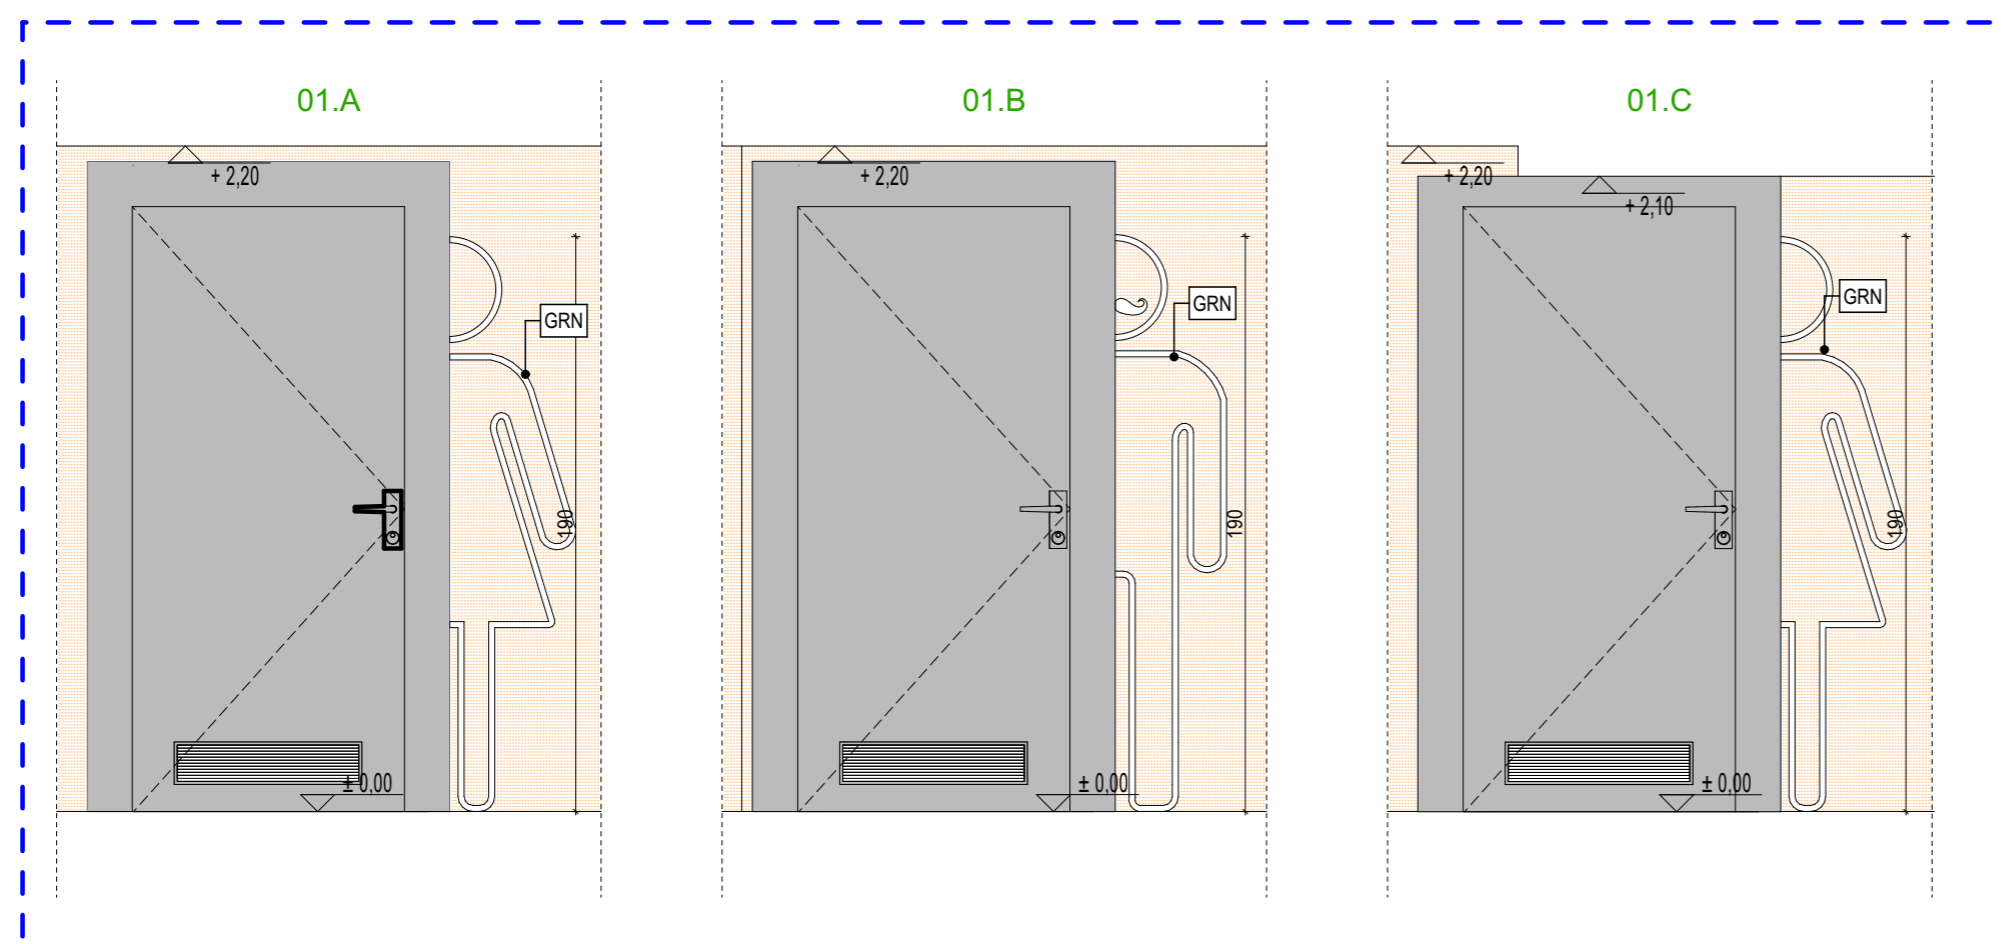 01.A
01.B
01.C
+ 2,20
+ 2,20
+ 2,20
+ 2,10
GRN
GRN
GRN
190
190
190
± 0,00
± 0,00
± 0,00